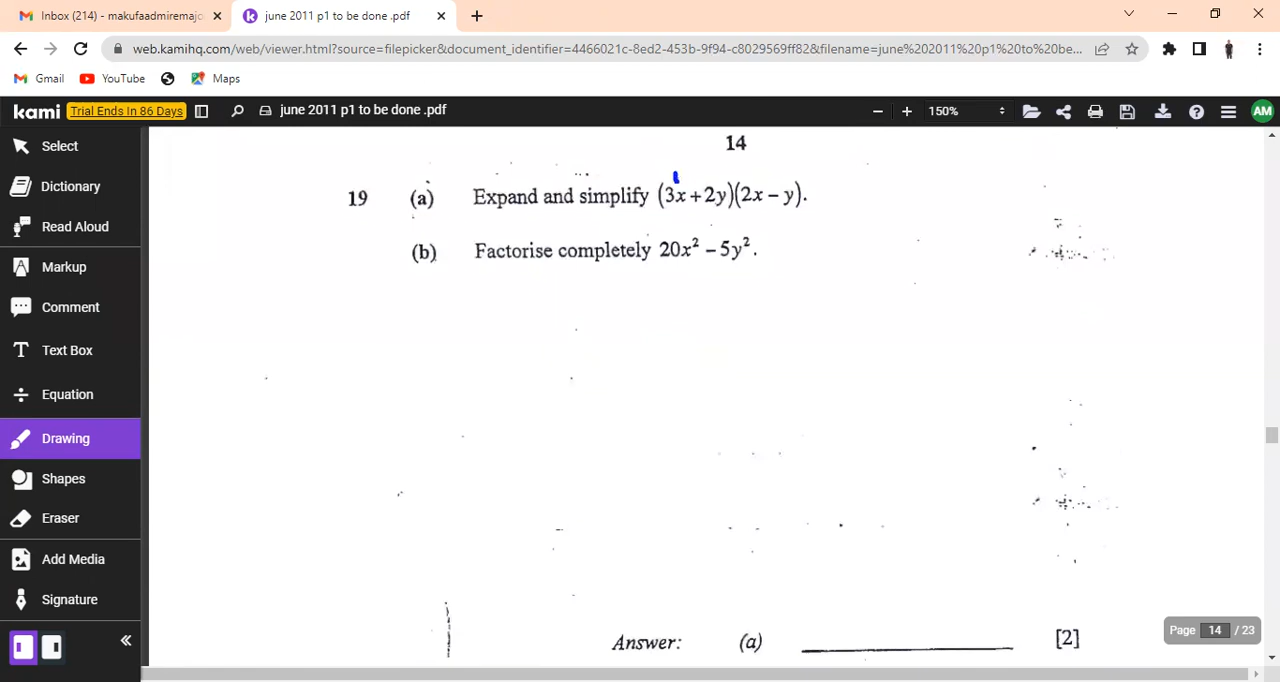 Inbox (214) - makufaadmiremajo
june 2011 p1 to be done .pdf
web.kamihq.com/web/viewer.html?source=filepicker&document_identifier=4466021c-8ed2-453b-9f94-c8029569ff82&filename=june%202011%20p1%20to%20be...
Gmail
YouTube
Maps
kami
Trial Ends In 86 Days
june 2011 p1 to be done .pdf
150%
AM
Select
Dictionary
Read Aloud
Markup
Comment
Text Box
Equation
Drawing
Shapes
Eraser
Add Media
Signature
14
19 (a) Expand and simplify (3x + 2y)(2x − y).
(b) Factorise completely 20x² − 5y².
Answer: (a) [2]
Page 14 / 23